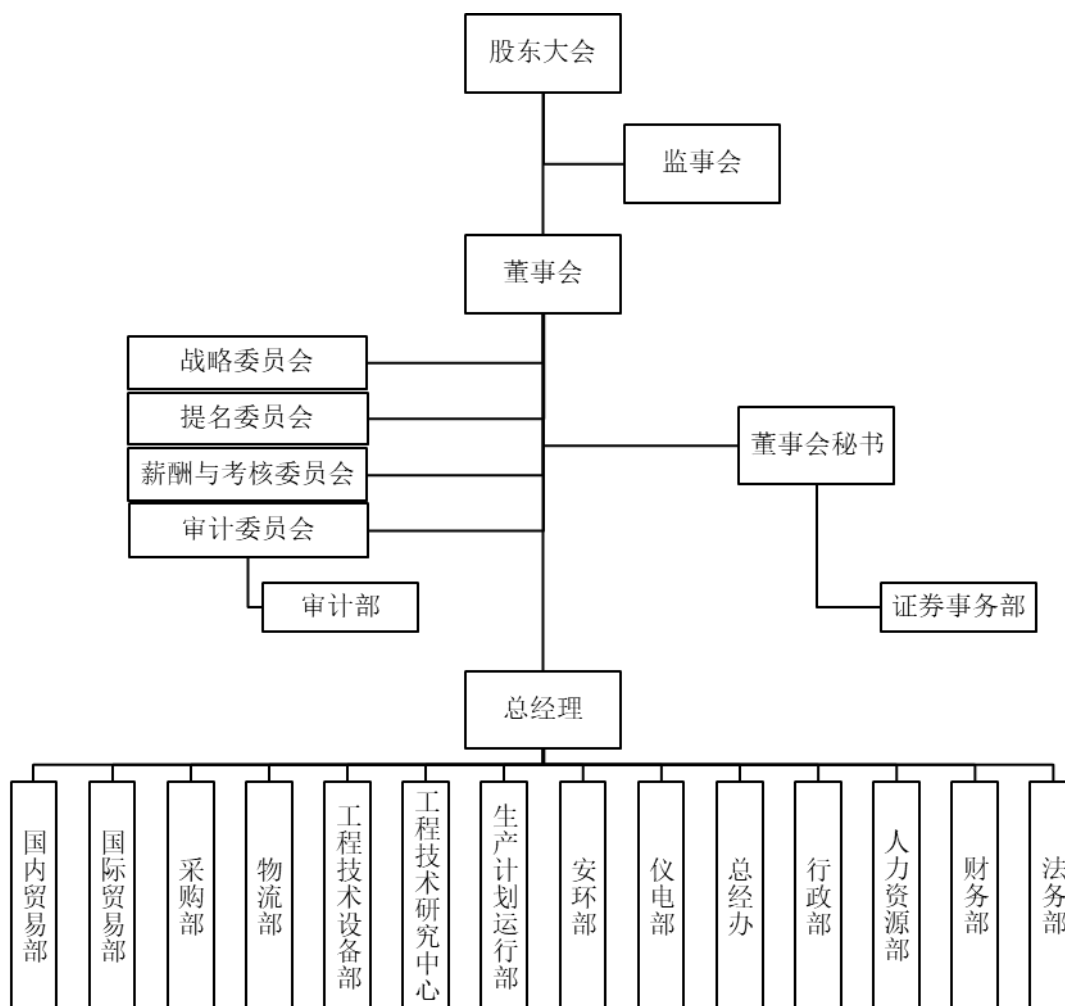 股东大会
监事会
董事会
战略委员会
提名委员会
薪酬与考核委员会
审计委员会
董事会秘书
审计部
证券事务部
总经理
国内贸易部
国际贸易部
采购部
物流部
工程技术设备部
工程技术研究中心
生产计划运行部
安环部
仪电部
总经办
行政部
人力资源部
财务部
法务部